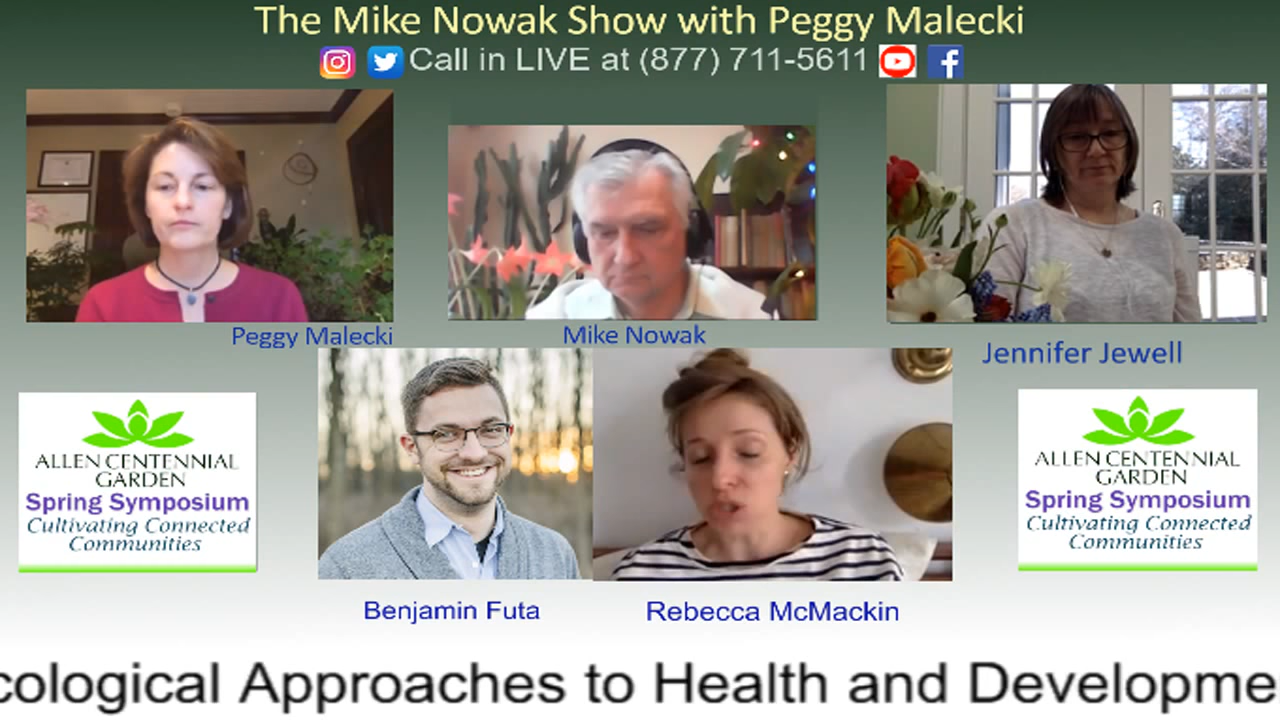 The Mike Nowak Show with Peggy Malecki
Call in LIVE at (877) 711-5611
Peggy Malecki
Mike Nowak
Jennifer Jewell
ALLEN CENTENNIAL
GARDEN
Spring Symposium
Cultivating Connected
Communities
ALLEN CENTENNIAL
GARDEN
Spring Symposium
Cultivating Connected
Communities
Benjamin Futa
Rebecca McMackin
cological Approaches to Health and Developme